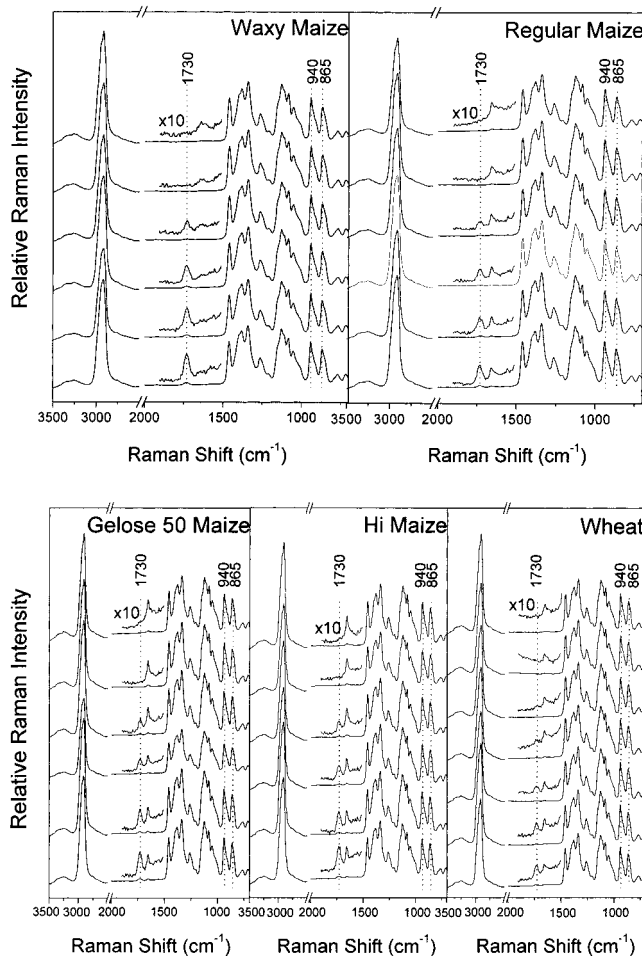 Waxy Maize
Regular Maize
1730
940
865
x10
1730
940
865
x10
Relative Raman Intensity
3500 3000 2000 1500 1000 500
3500 3000 2000 1500 1000
Raman Shift (cm⁻¹)
Raman Shift (cm⁻¹)
Gelose 50 Maize
Hi Maize
Wheat
1730
940
865
x10
1730
940
865
x10
1730
940
865
x10
Relative Raman Intensity
3500 3000 2000 1500 1000
3500 3000 2000 1500 1000
3500 3000 2000 1500 1000
Raman Shift (cm⁻¹)
Raman Shift (cm⁻¹)
Raman Shift (cm⁻¹)